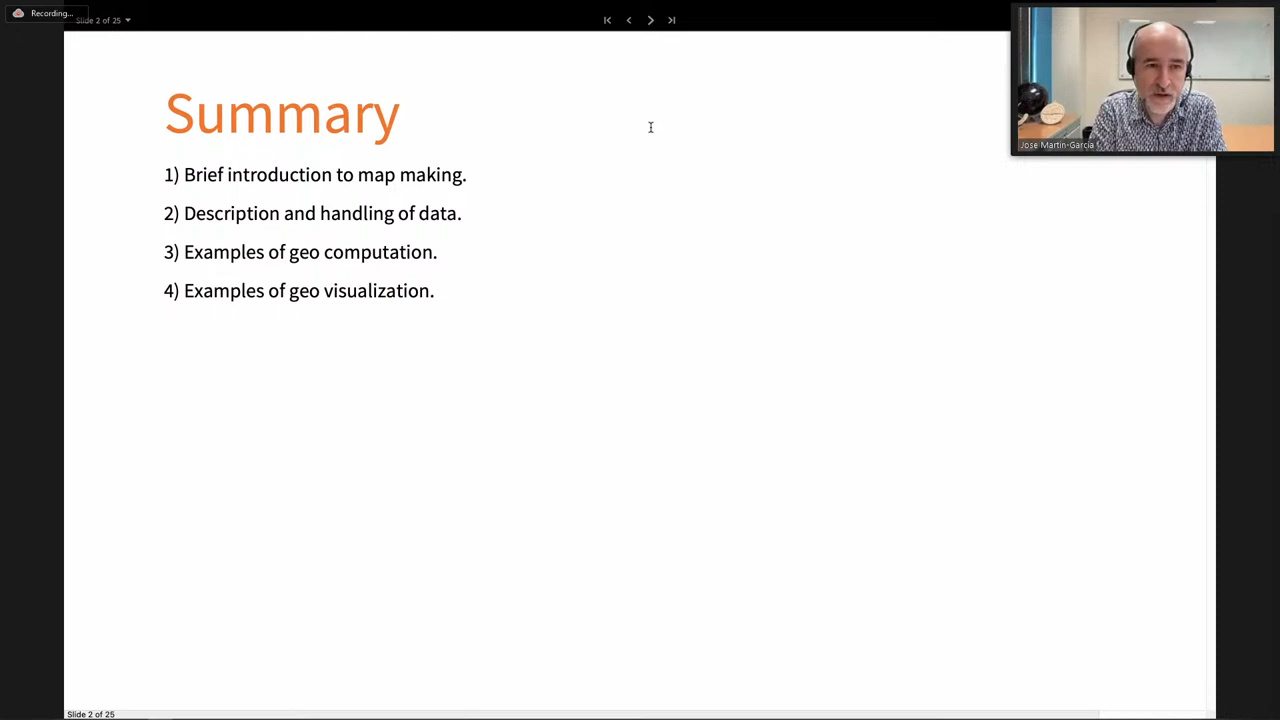 Recording...
Slide 2 of 25
Summary
1) Brief introduction to map making.
2) Description and handling of data.
3) Examples of geo computation.
4) Examples of geo visualization.
Jose Martin-Garcia
Slide 2 of 25